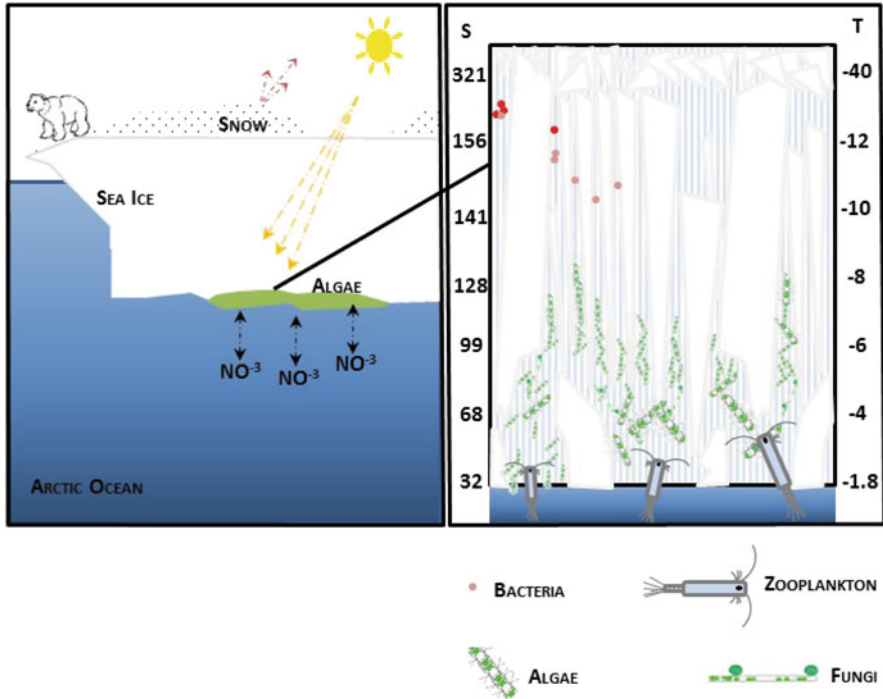 SNOW
SEA ICE
ALGAE
NO⁻³ NO⁻³ NO⁻³
ARCTIC OCEAN
S T
321 -40
156 -12
141 -10
128 -8
99 -6
68 -4
32 -1.8
BACTERIA ZOOPLANKTON
ALGAE FUNGI